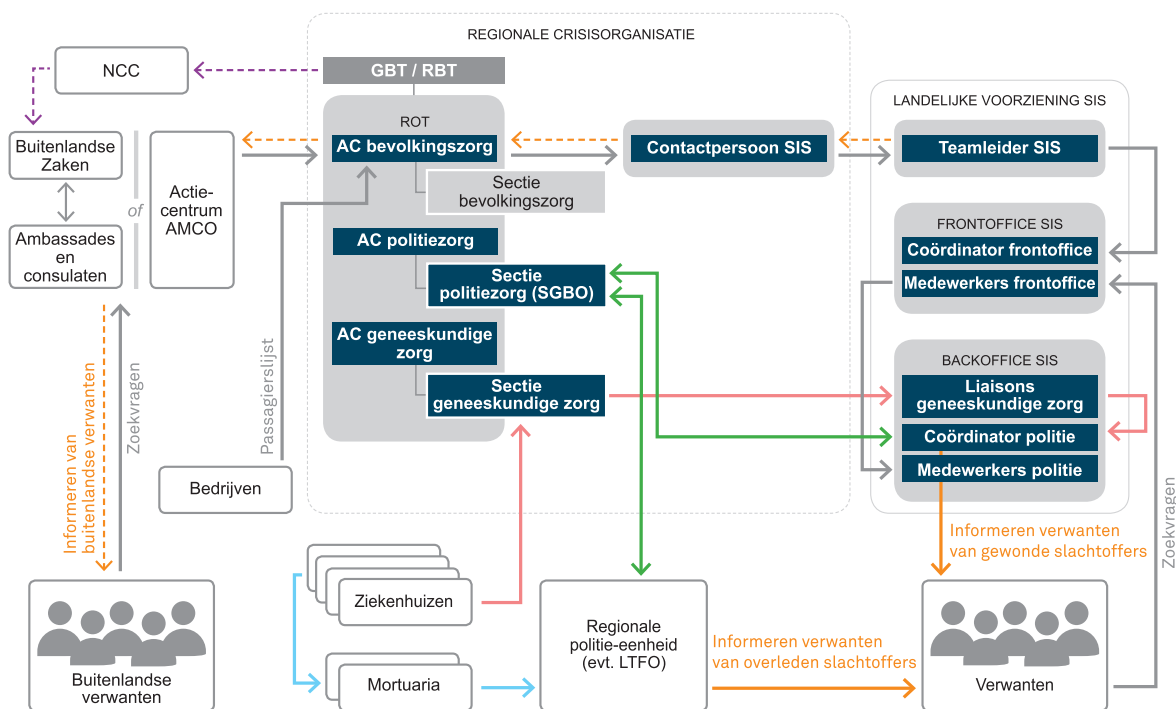 REGIONALE CRISISORGANISATIE
NCC
GBT / RBT
LANDELIJKE VOORZIENING SIS
ROT
Buitenlandse
Zaken
of
Actie-
centrum
AMCO
AC bevolkingszorg
Contactpersoon SIS
Teamleider SIS
Sectie
bevolkingszorg
Ambassades
en
consulaten
FRONTOFFICE SIS
AC politiezorg
Coördinator frontoffice
Sectie
politiezorg (SGBO)
Medewerkers frontoffice
AC geneeskundige
zorg
BACKOFFICE SIS
Sectie
geneeskundige zorg
Liaisons
geneeskundige zorg
Coördinator politie
Medewerkers politie
Informeren van
buitenlandse verwanten
Zoekvragen
Passagierslijst
Bedrijven
Zoekvragen
Informeren verwanten
van gewonde slachtoffers
Ziekenhuizen
Regionale
politie-eenheid
(evt. LTFO)
Informeren verwanten
van overleden slachtoffers
Buitenlandse
verwanten
Mortuaria
Verwanten